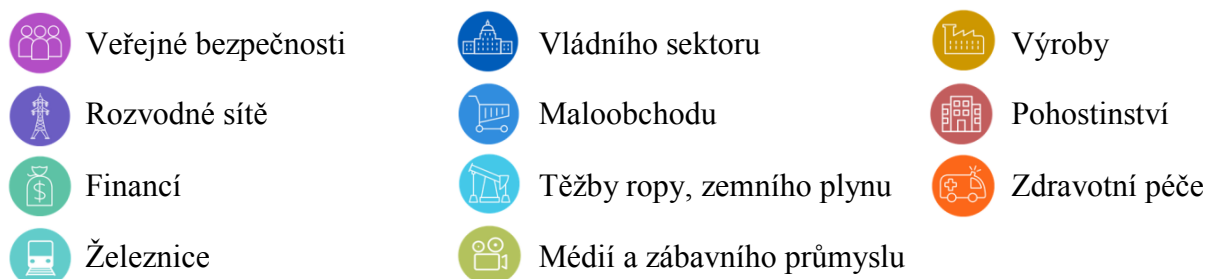 Veřejné bezpečnosti
Vládního sektoru
Výroby
Rozvodné sítě
Maloobchodu
Pohostinství
Financí
Těžby ropy, zemního plynu
Zdravotní péče
Železnice
Médií a zábavního průmyslu